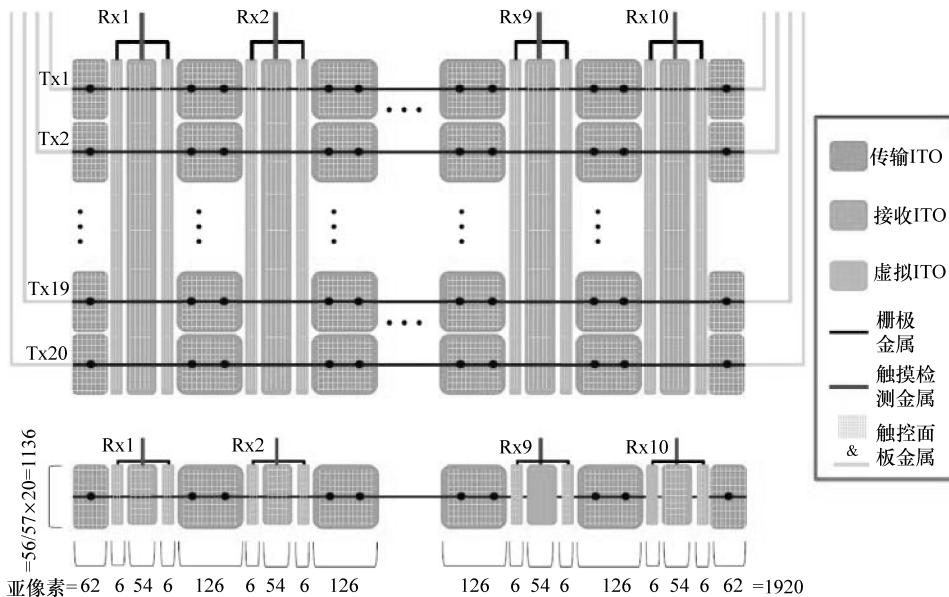 Rx1 Rx2 Rx9 Rx10
Tx1
Tx2
Tx19
Tx20
传输ITO
接收ITO
虚拟ITO
栅极
金属
触摸检
测金属
触控面
& 板金属
Rx1 Rx2 Rx9 Rx10
=56/57×20=1136
亚像素=62 6 54 6 126 6 54 6 126 126 6 54 6 126 6 54 6 62 =1920